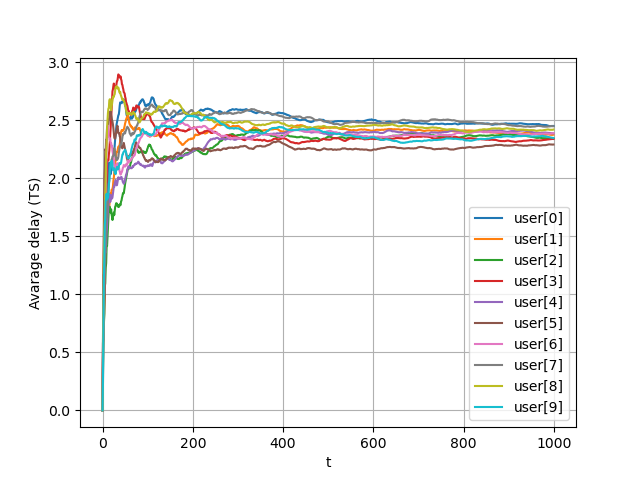 3.0
2.5
2.0
1.5
1.0
0.5
0.0
Avarage delay (TS)
0
200
400
600
800
1000
t
user[0]
user[1]
user[2]
user[3]
user[4]
user[5]
user[6]
user[7]
user[8]
user[9]